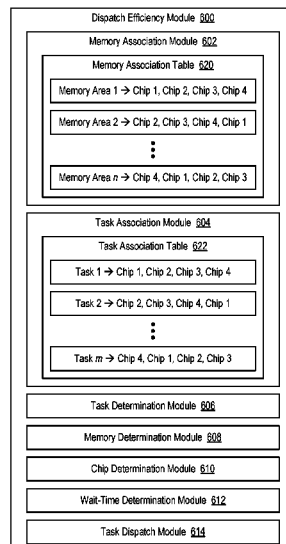 Dispatch Efficiency Module 600
Memory Association Module 602
Memory Association Table 620
Memory Area 1 → Chip 1, Chip 2, Chip 3, Chip 4
Memory Area 2 → Chip 2, Chip 3, Chip 4, Chip 1
Memory Area n → Chip 4, Chip 1, Chip 2, Chip 3
Task Association Module 604
Task Association Table 622
Task 1 → Chip 1, Chip 2, Chip 3, Chip 4
Task 2 → Chip 2, Chip 3, Chip 4, Chip 1
Task m → Chip 4, Chip 1, Chip 2, Chip 3
Task Determination Module 606
Memory Determination Module 608
Chip Determination Module 610
Wait-Time Determination Module 612
Task Dispatch Module 614